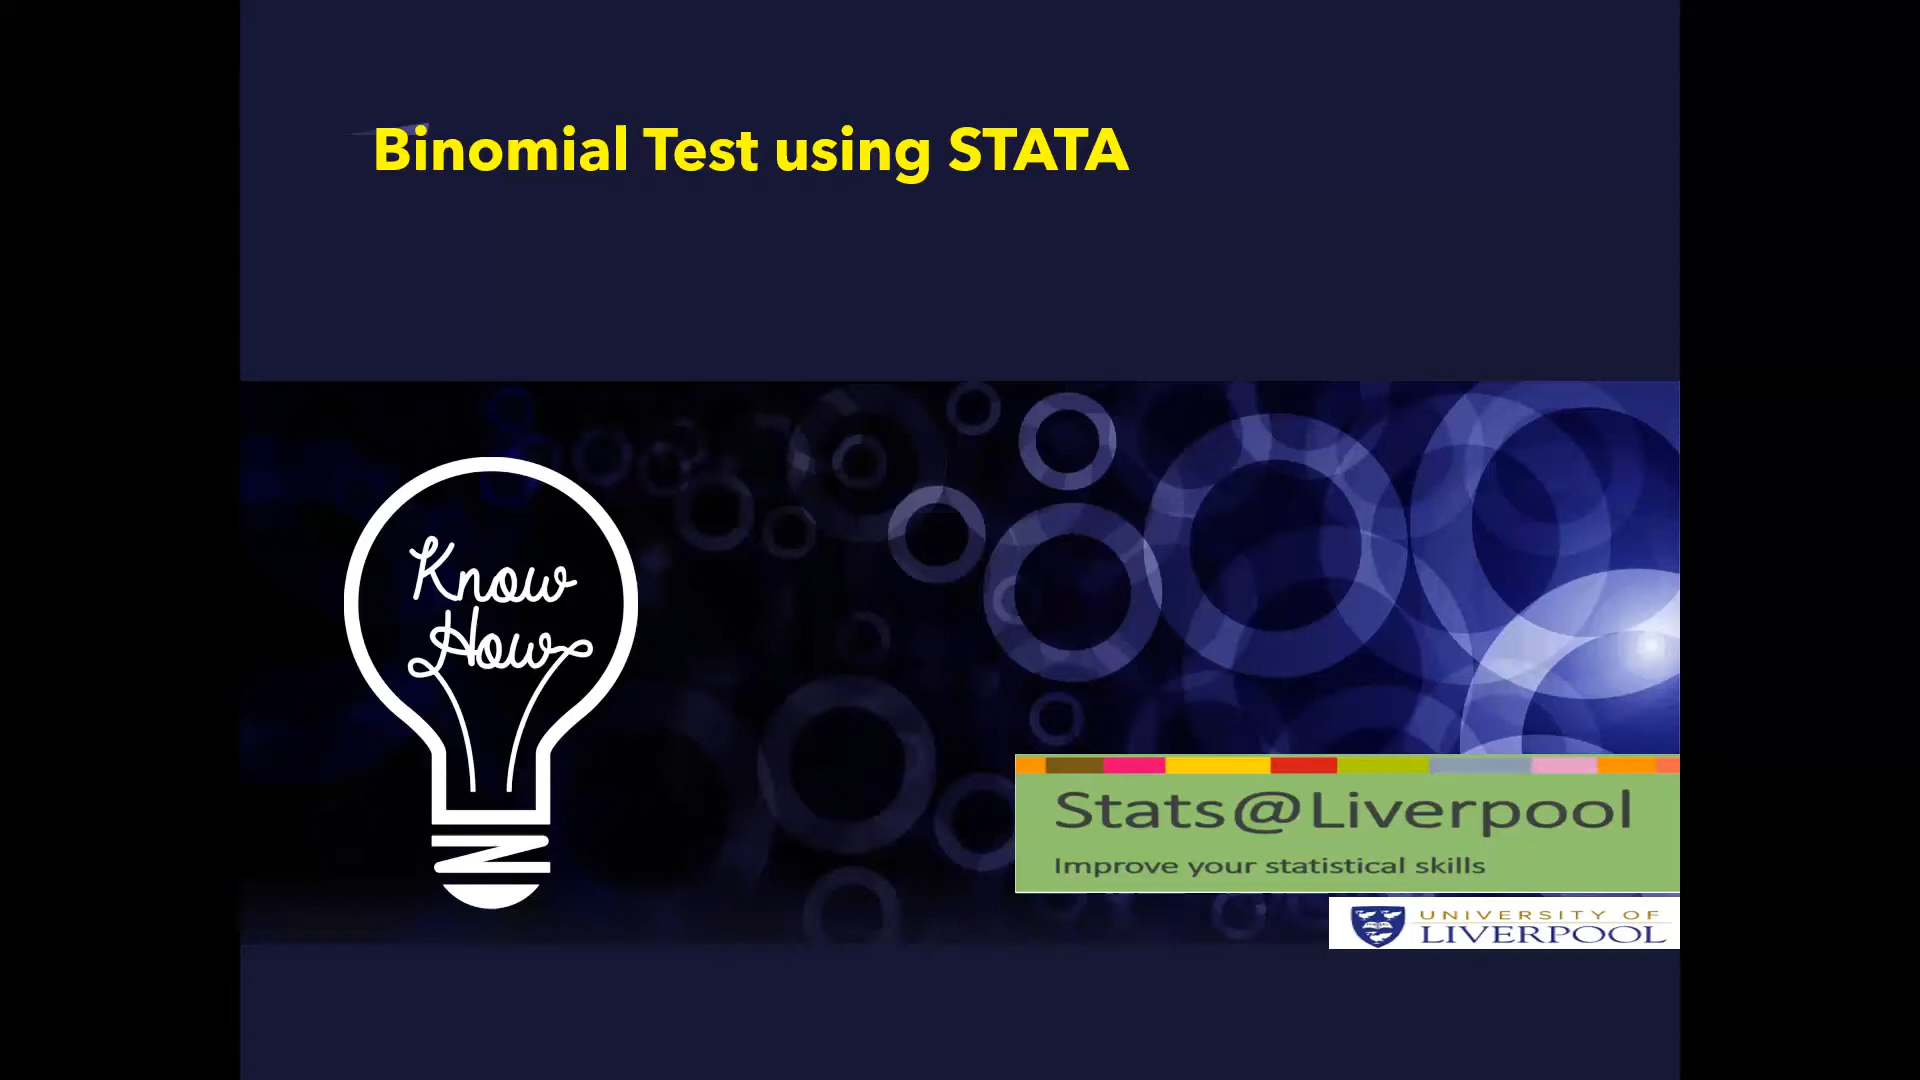 Binomial Test using STATA
Know
How
Stats@Liverpool
Improve your statistical skills
UNIVERSITY OF
LIVERPOOL